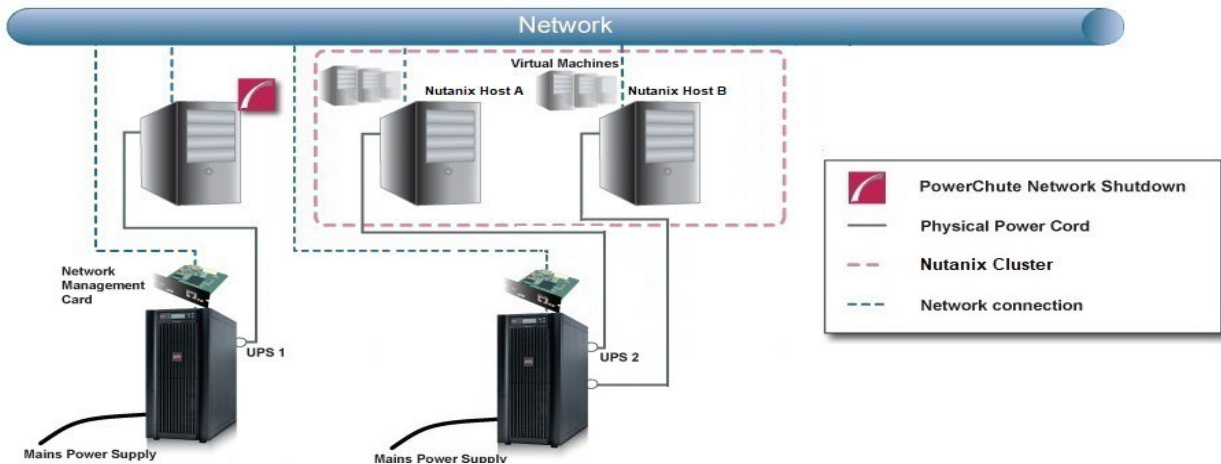 Network
Virtual Machines
Nutanix Host A
Nutanix Host B
PowerChute Network Shutdown
Physical Power Cord
Nutanix Cluster
Network connection
Network
Management
Card
UPS 1
UPS 2
Mains Power Supply
Mains Power Supply